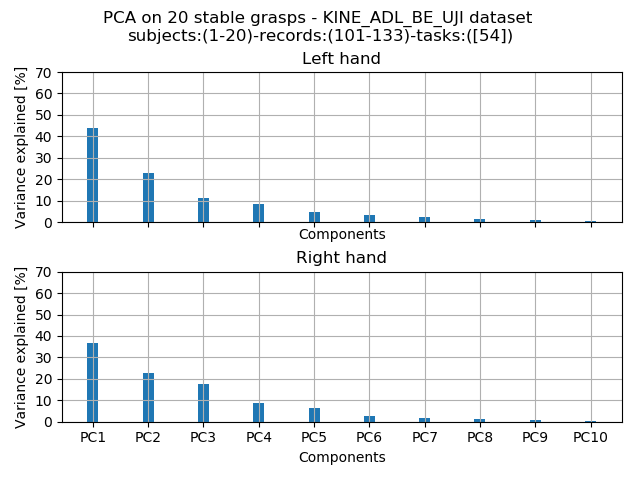 PCA on 20 stable grasps - KINE_ADL_BE_UJI dataset
subjects:(1-20)-records:(101-133)-tasks:([54])
Left hand
Variance explained [%]
70
60
50
40
30
20
10
0
Components
Right hand
Variance explained [%]
70
60
50
40
30
20
10
0
PC1 PC2 PC3 PC4 PC5 PC6 PC7 PC8 PC9 PC10
Components